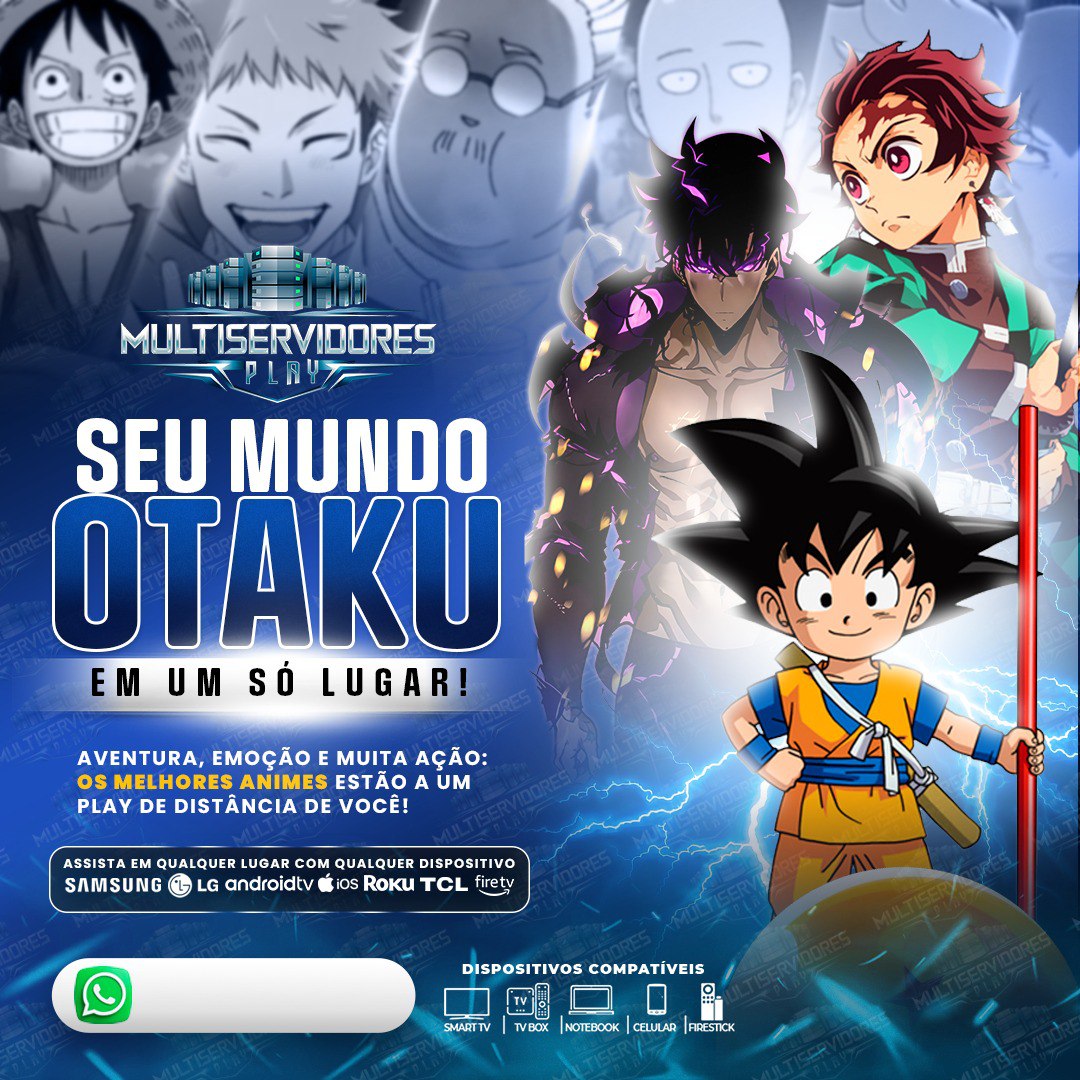 MULTISERVIDORES
PLAY
SEU MUNDO
OTAKU
EM UM SÓ LUGAR!
AVENTURA, EMOÇÃO E MUITA AÇÃO:
OS MELHORES ANIMES ESTÃO A UM
PLAY DE DISTÂNCIA DE VOCÊ!
ASSISTA EM QUALQUER LUGAR COM QUALQUER DISPOSITIVO
SAMSUNG LG androidtv iOS ROKU TCL firetv
DISPOSITIVOS COMPATÍVEIS
TV
SMART TV | TV BOX | NOTEBOOK | CELULAR | FIRESTICK